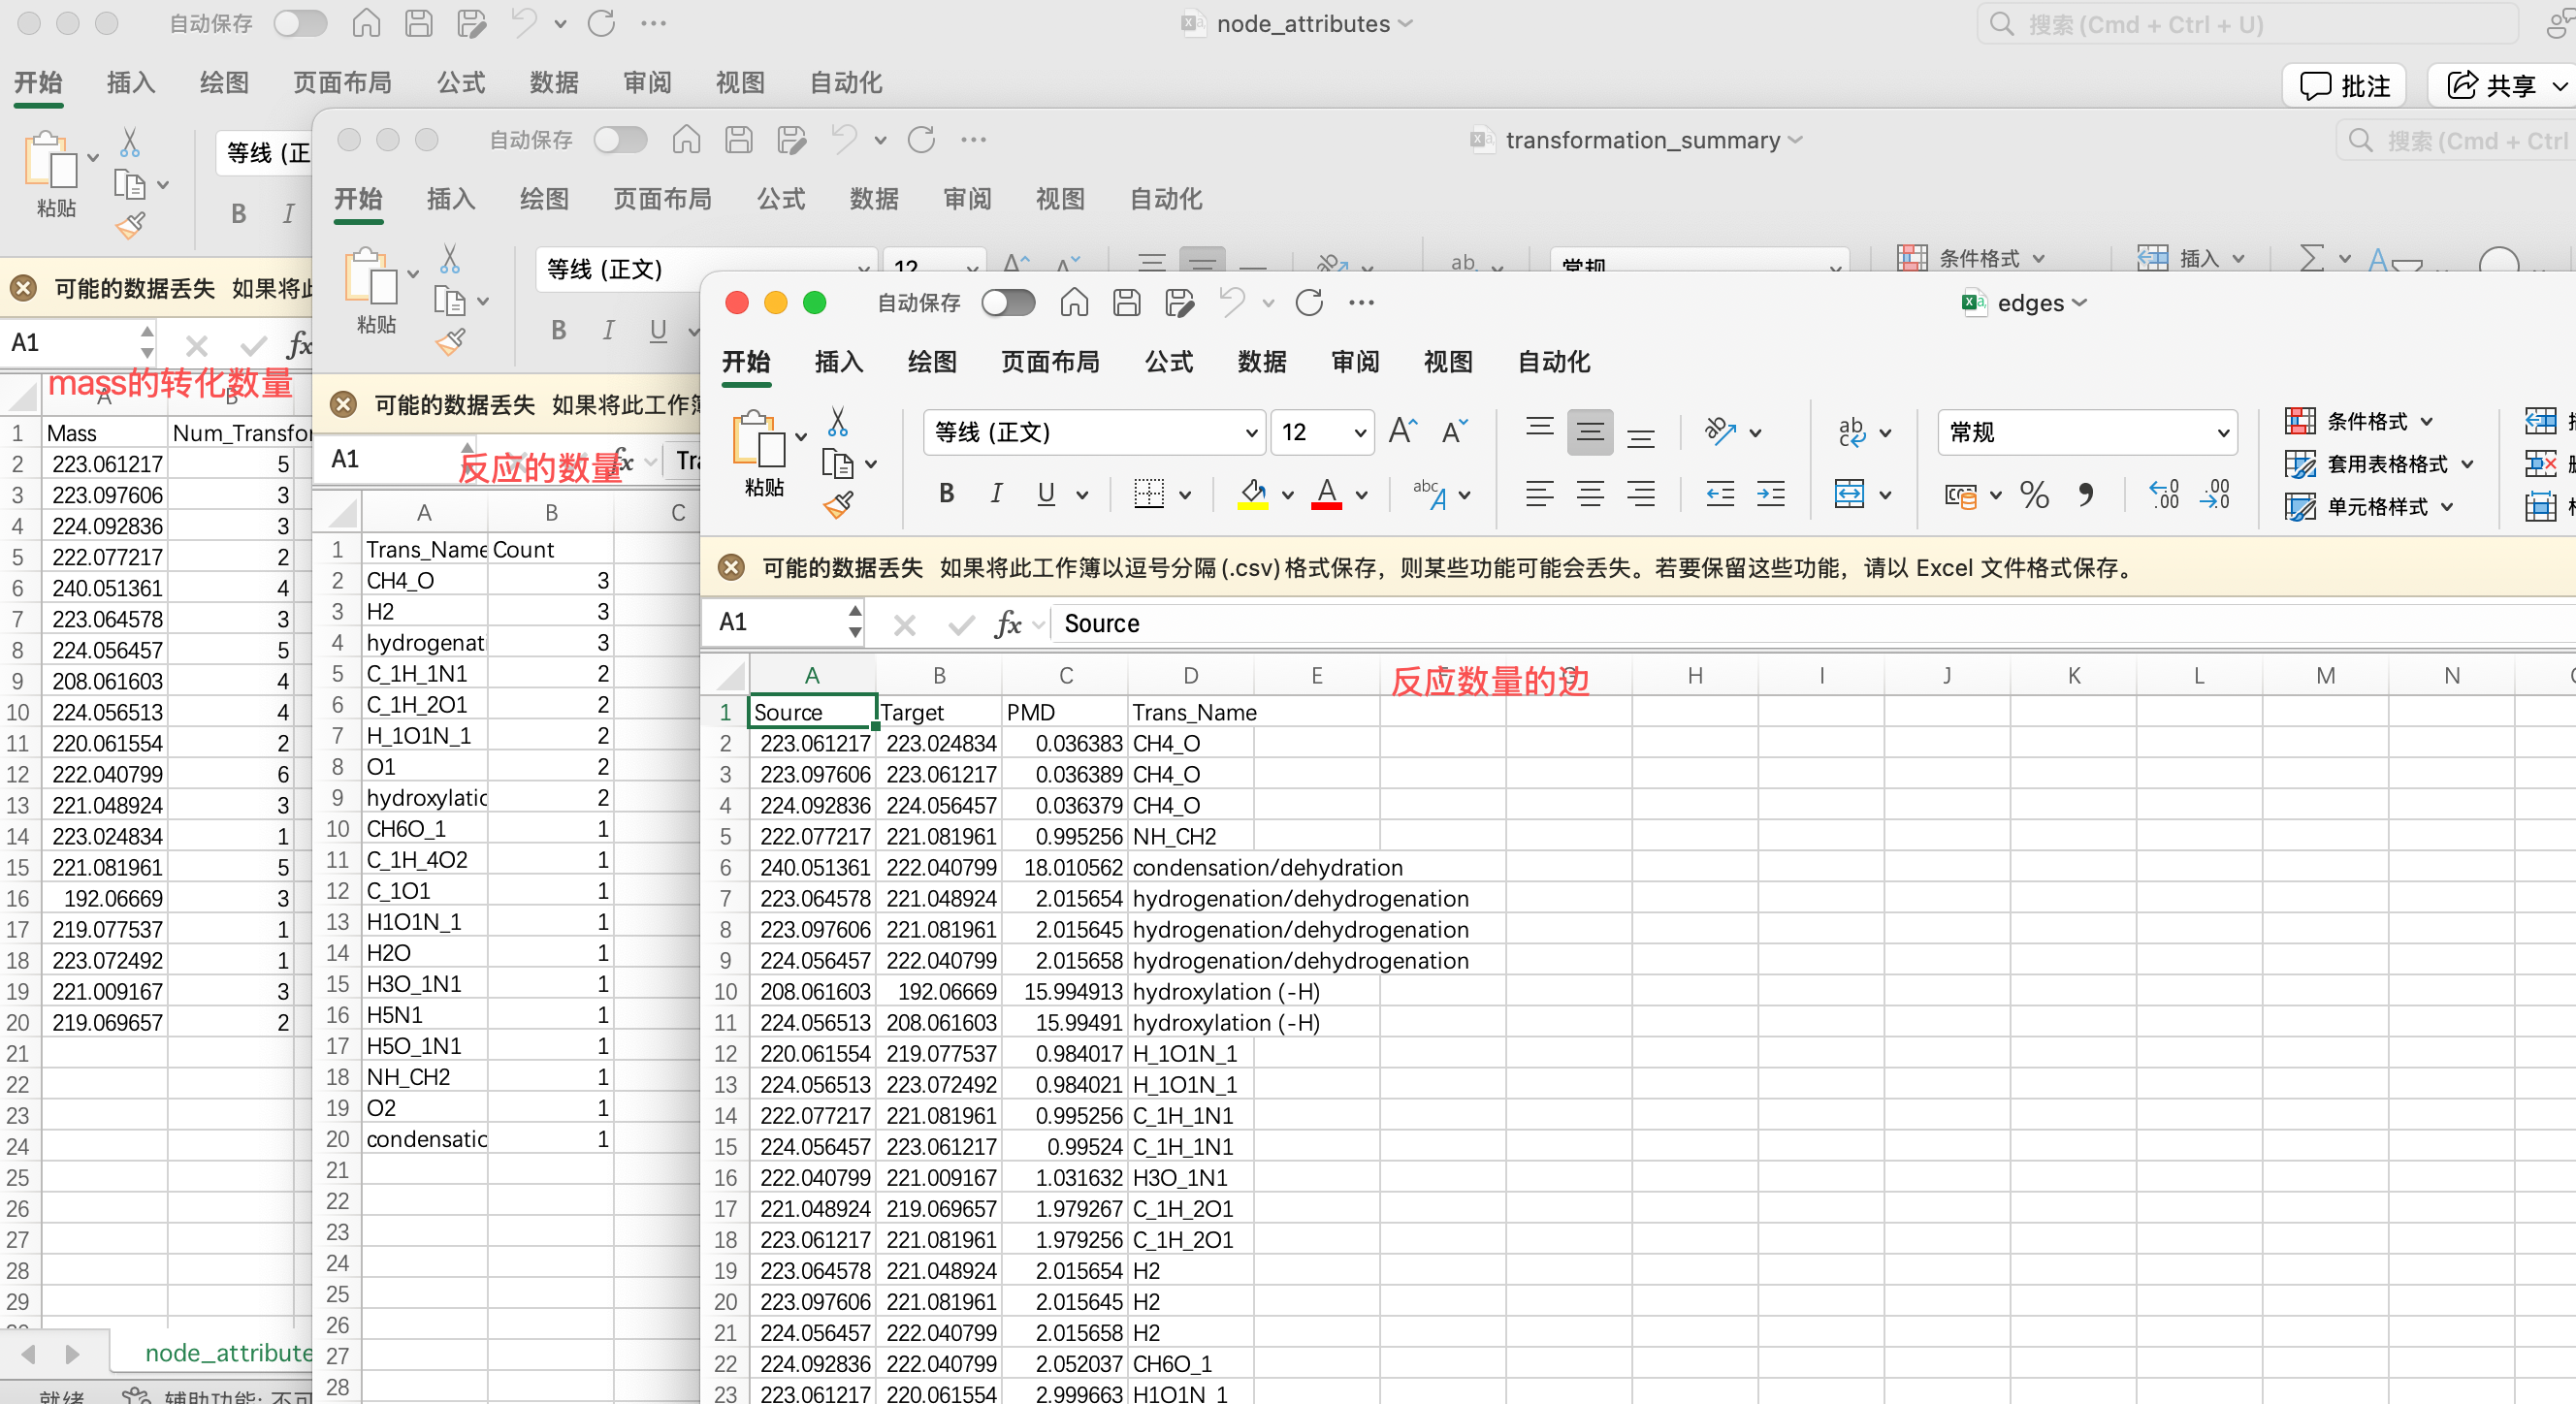 自动保存
node_attributes
搜索 (Cmd + Ctrl + U)
开始 插入 绘图 页面布局 公式 数据 审阅 视图 自动化
批注 共享
粘贴
等线 (正
B I
可能的数据丢失 如果将此
A1
fx
mass的转化数量
A B
1 Mass Num_Transfor
2 223.061217 5
3 223.097606 3
4 224.092836 3
5 222.077217 2
6 240.051361 4
7 223.064578 3
8 224.056457 5
9 208.061603 4
10 224.056513 4
11 220.061554 2
12 222.040799 6
13 221.048924 3
14 223.024834 1
15 221.081961 5
16 192.06669 3
17 219.077537 1
18 223.072492 1
19 221.009167 3
20 219.069657 2
21
22
23
24
25
26
27
28
29
node_attribute
就绪 辅助功能: 不可
自动保存
transformation_summary
搜索 (Cmd + Ctrl
开始 插入 绘图 页面布局 公式 数据 审阅 视图 自动化
粘贴
等线 (正文) 12
ab
常规
条件格式
插入
B I U
可能的数据丢失 如果将此工作簿
A1
fx Tr
反应的数量
A B C
1 Trans_Name Count
2 CH4_O 3
3 H2 3
4 hydrogenat 3
5 C_1H_1N1 2
6 C_1H_2O1 2
7 H_1O1N_1 2
8 O1 2
9 hydroxylatic 2
10 CH6O_1 1
11 C_1H_4O2 1
12 C_1O1 1
13 H1O1N_1 1
14 H2O 1
15 H3O_1N1 1
16 H5N1 1
17 H5O_1N1 1
18 NH_CH2 1
19 O2 1
20 condensatic 1
21
22
23
24
25
26
27
28
自动保存
edges
开始 插入 绘图 页面布局 公式 数据 审阅 视图 自动化
粘贴
等线 (正文) 12
常规
条件格式
套用表格格式
单元格样式
B I U
可能的数据丢失 如果将此工作簿以逗号分隔(.csv)格式保存，则某些功能可能会丢失。若要保留这些功能，请以 Excel 文件格式保存。
A1
fx Source
反应数量的边
A B C D E F G H I J K L M N
1 Source Target PMD Trans_Name
2 223.061217 223.024834 0.036383 CH4_O
3 223.097606 223.061217 0.036389 CH4_O
4 224.092836 224.056457 0.036379 CH4_O
5 222.077217 221.081961 0.995256 NH_CH2
6 240.051361 222.040799 18.010562 condensation/dehydration
7 223.064578 221.048924 2.015654 hydrogenation/dehydrogenation
8 223.097606 221.081961 2.015645 hydrogenation/dehydrogenation
9 224.056457 222.040799 2.015658 hydrogenation/dehydrogenation
10 208.061603 192.06669 15.994913 hydroxylation (-H)
11 224.056513 208.061603 15.99491 hydroxylation (-H)
12 220.061554 219.077537 0.984017 H_1O1N_1
13 224.056513 223.072492 0.984021 H_1O1N_1
14 222.077217 221.081961 0.995256 C_1H_1N1
15 224.056457 223.061217 0.99524 C_1H_1N1
16 222.040799 221.009167 1.031632 H3O_1N1
17 221.048924 219.069657 1.979267 C_1H_2O1
18 223.061217 221.081961 1.979256 C_1H_2O1
19 223.064578 221.048924 2.015654 H2
20 223.097606 221.081961 2.015645 H2
21 224.056457 222.040799 2.015658 H2
22 224.092836 222.040799 2.052037 CH6O_1
23 223.061217 220.061554 2.999663 H1O1N_1